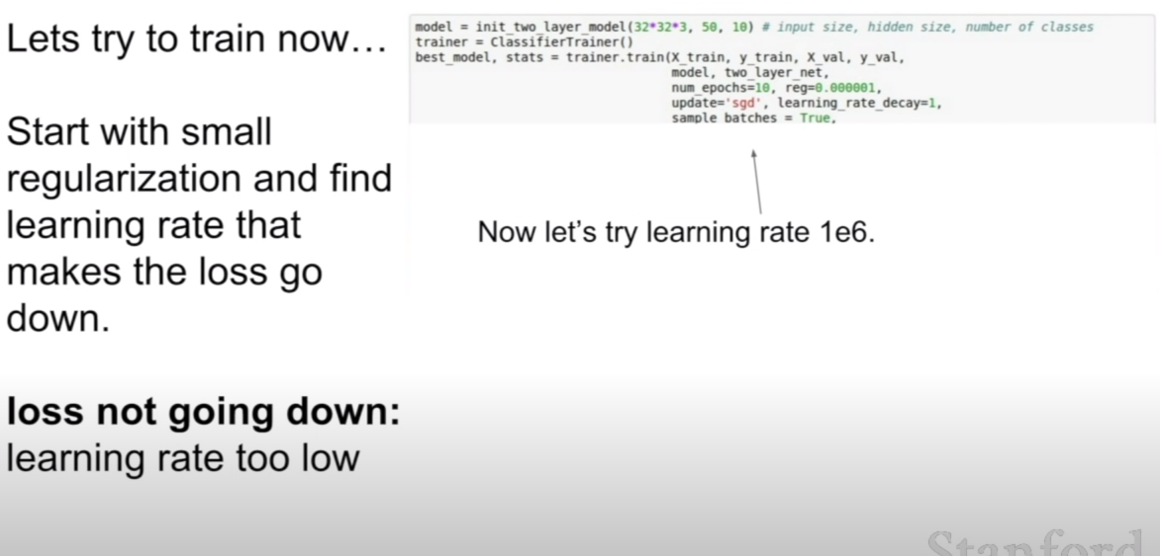 Lets try to train now…
Start with small
regularization and find
learning rate that
makes the loss go
down.
loss not going down:
learning rate too low
model = init_two_layer_model(32*32*3, 50, 10) # input size, hidden size, number of classes
trainer = ClassifierTrainer()
best_model, stats = trainer.train(X_train, y_train, X_val, y_val,
model, two_layer_net,
num_epochs=10, reg=0.000001,
update='sgd', learning_rate_decay=1,
sample_batches = True,
Now let's try learning rate 1e6.
Stanford